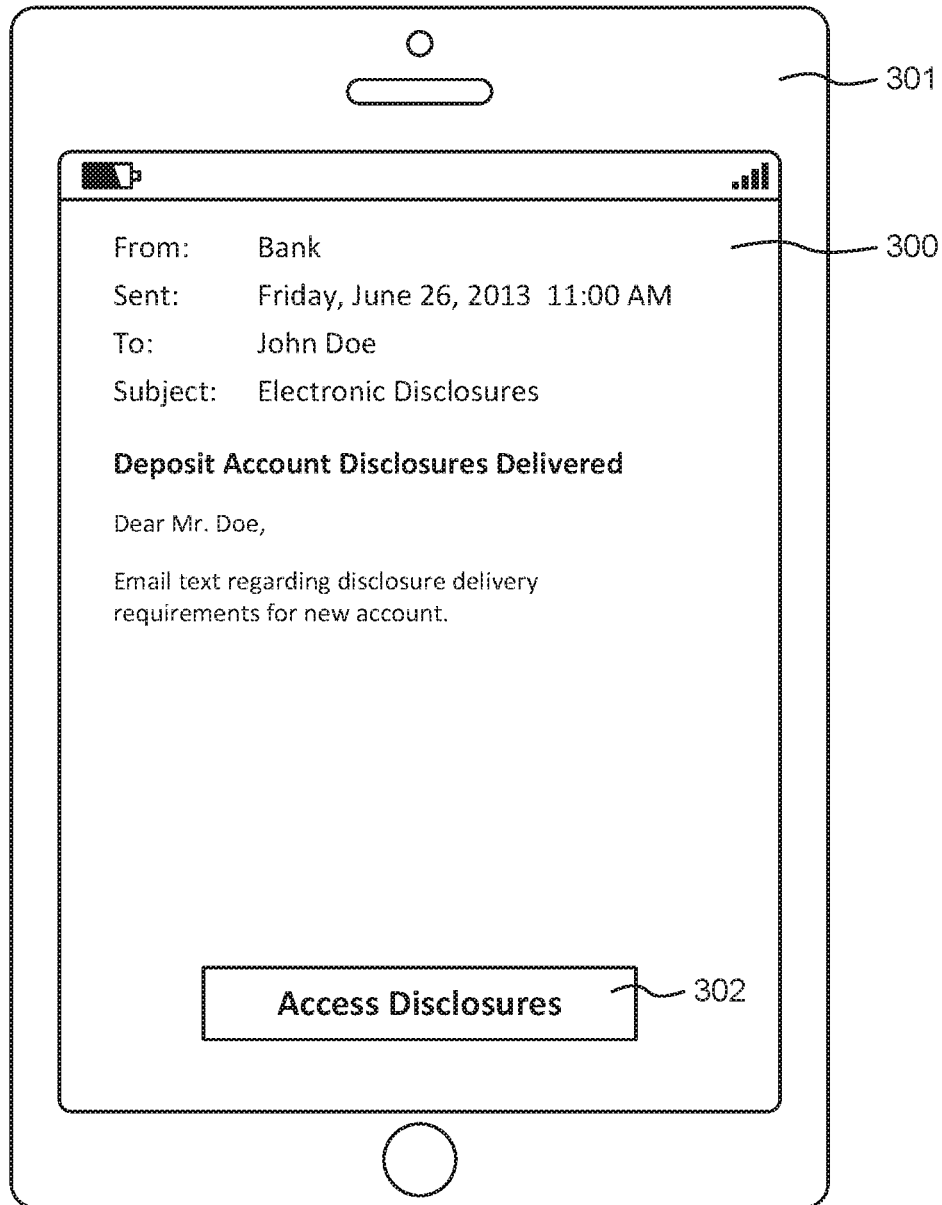 301
From: Bank
300
Sent: Friday, June 26, 2013 11:00 AM
To: John Doe
Subject: Electronic Disclosures
Deposit Account Disclosures Delivered
Dear Mr. Doe,
Email text regarding disclosure delivery
requirements for new account.
Access Disclosures
302